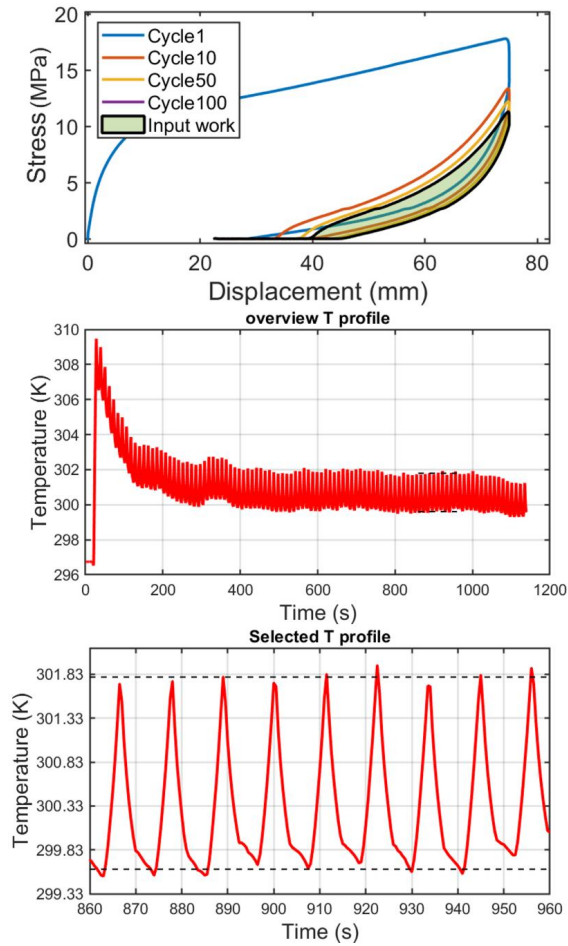 Stress (MPa)
20
15
10
5
0
Cycle1
Cycle10
Cycle50
Cycle100
Input work
0 20 40 60 80
Displacement (mm)
overview T profile
Temperature (K)
310
308
306
304
302
300
298
296
0 200 400 600 800 1000 1200
Time (s)
Selected T profile
Temperature (K)
301.83
301.33
300.83
300.33
299.83
299.33
860 870 880 890 900 910 920 930 940 950 960
Time (s)